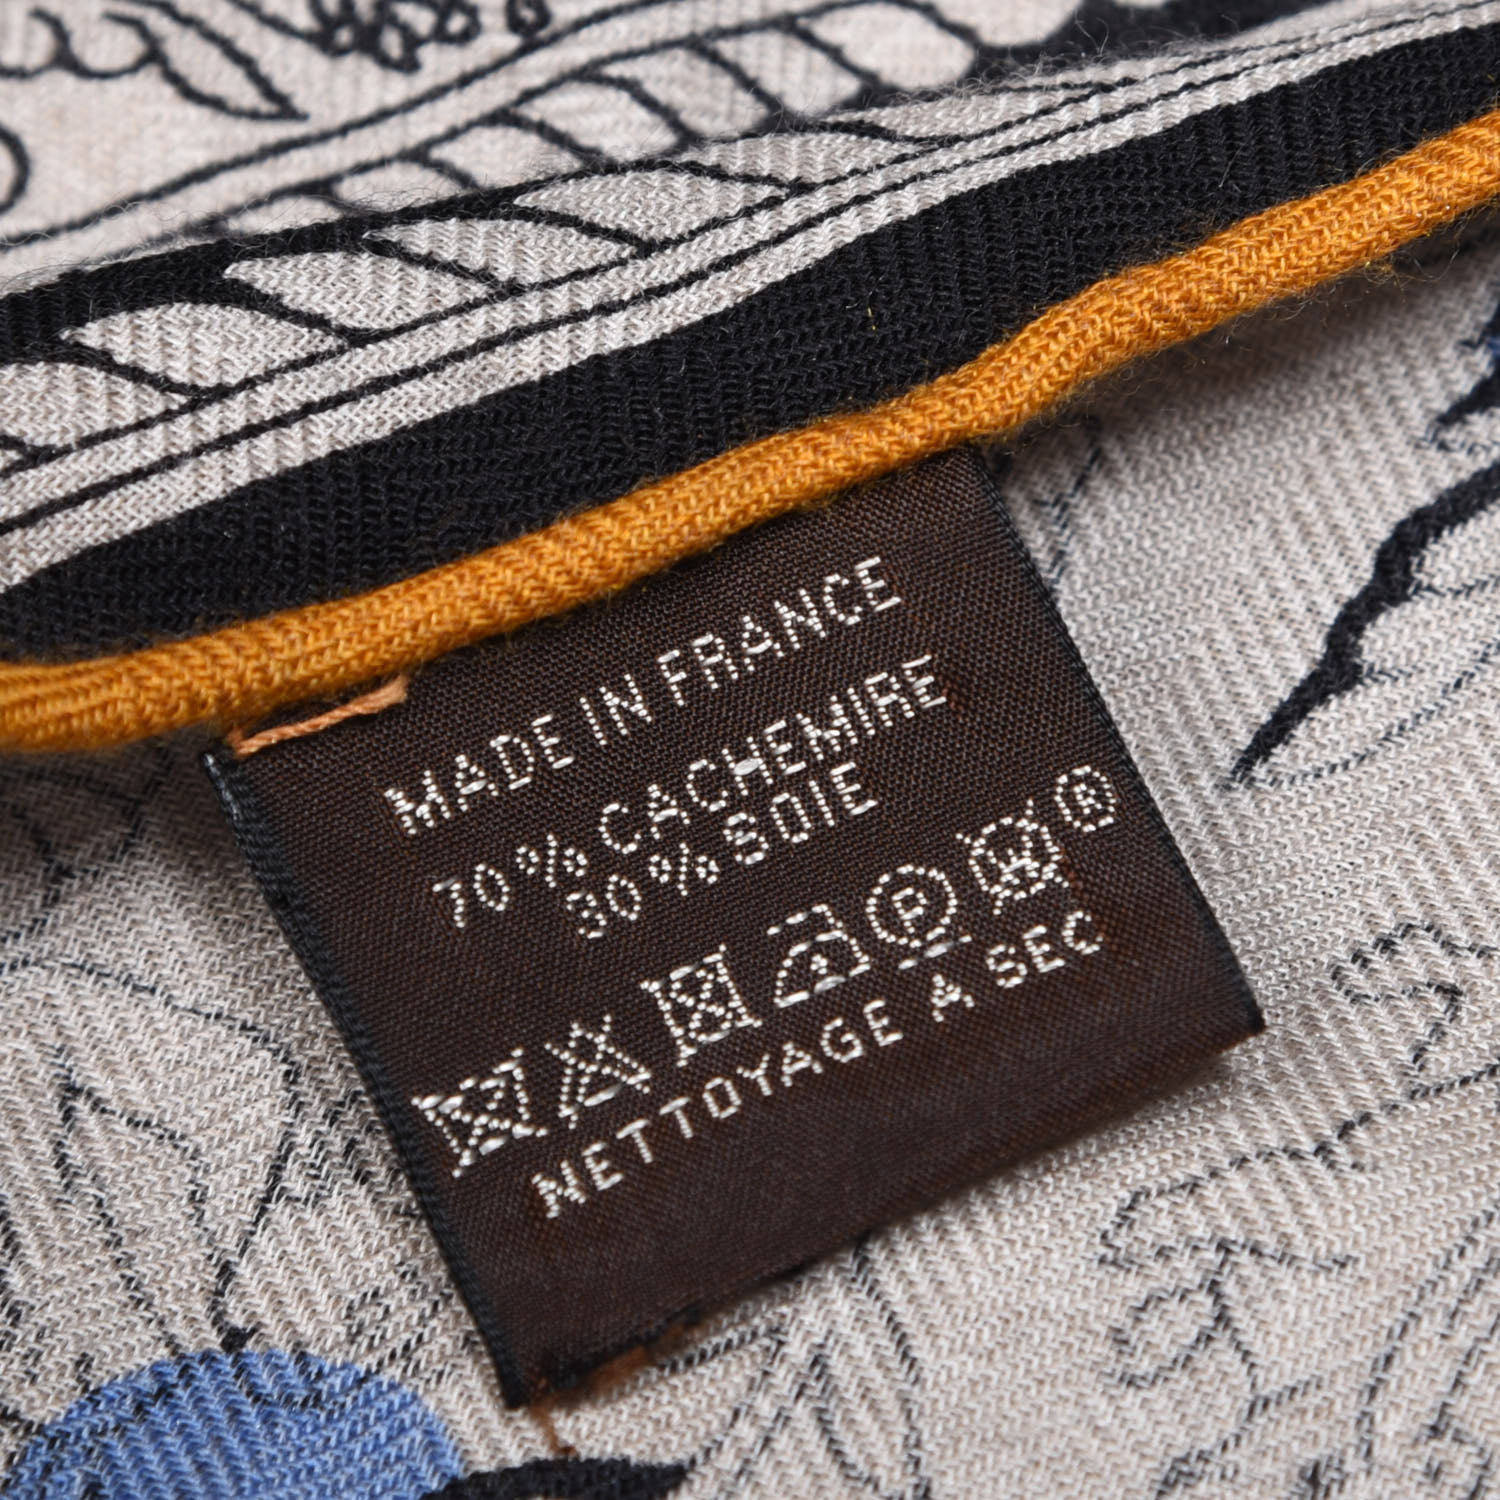 MADE IN FRANCE
70% CACHEMIRE
30% SOIE
P W ®
NETTOYAGE A SEC